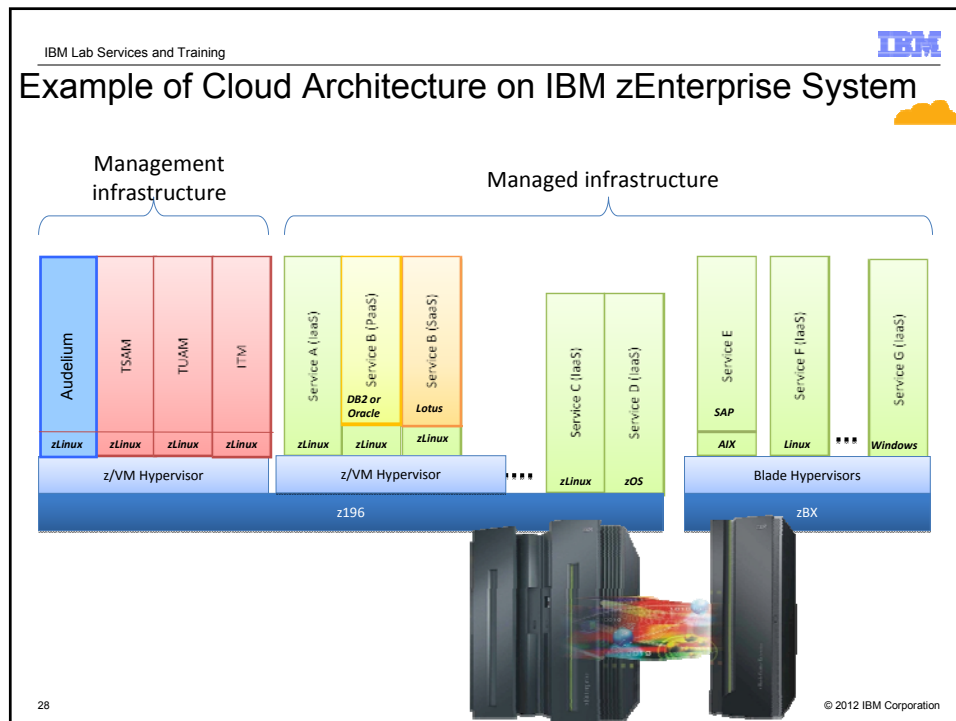 IBM Lab Services and Training
IBM
Example of Cloud Architecture on IBM zEnterprise System
Management
infrastructure
Managed infrastructure
Audelium
TSAM
TUAM
ITM
zLinux
zLinux
zLinux
zLinux
z/VM Hypervisor
Service A (IaaS)
Service B (PaaS)
Service B (SaaS)
DB2 or
Oracle
Lotus
zLinux
zLinux
zLinux
z/VM Hypervisor
Service C (IaaS)
Service D (IaaS)
zLinux
zOS
z196
Service E
Service F (IaaS)
Service G (IaaS)
SAP
AIX
Linux
Windows
Blade Hypervisors
zBX
28
© 2012 IBM Corporation